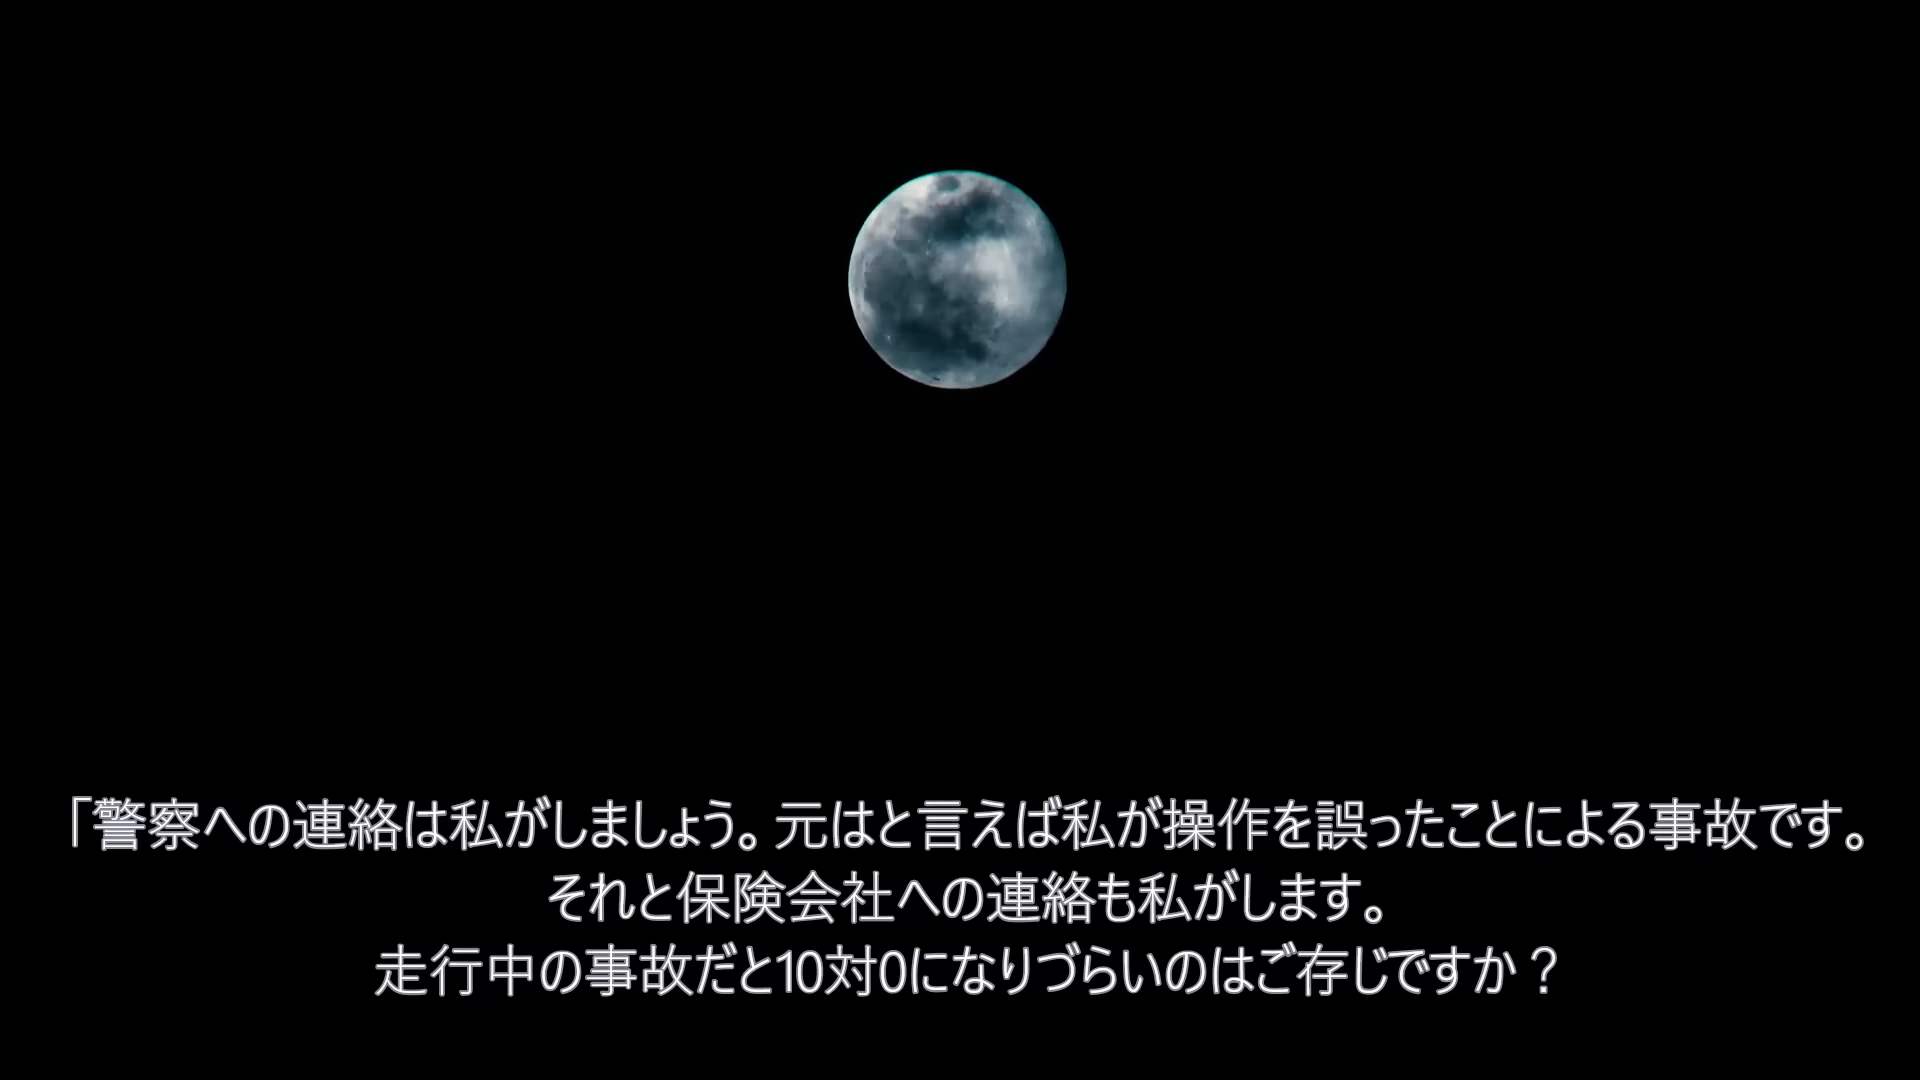 「警察への連絡は私がしましょう。元はと言えば私が操作を誤ったことによる事故です。
それと保険会社への連絡も私がします。
走行中の事故だと10対0になりづらいのはご存じですか？